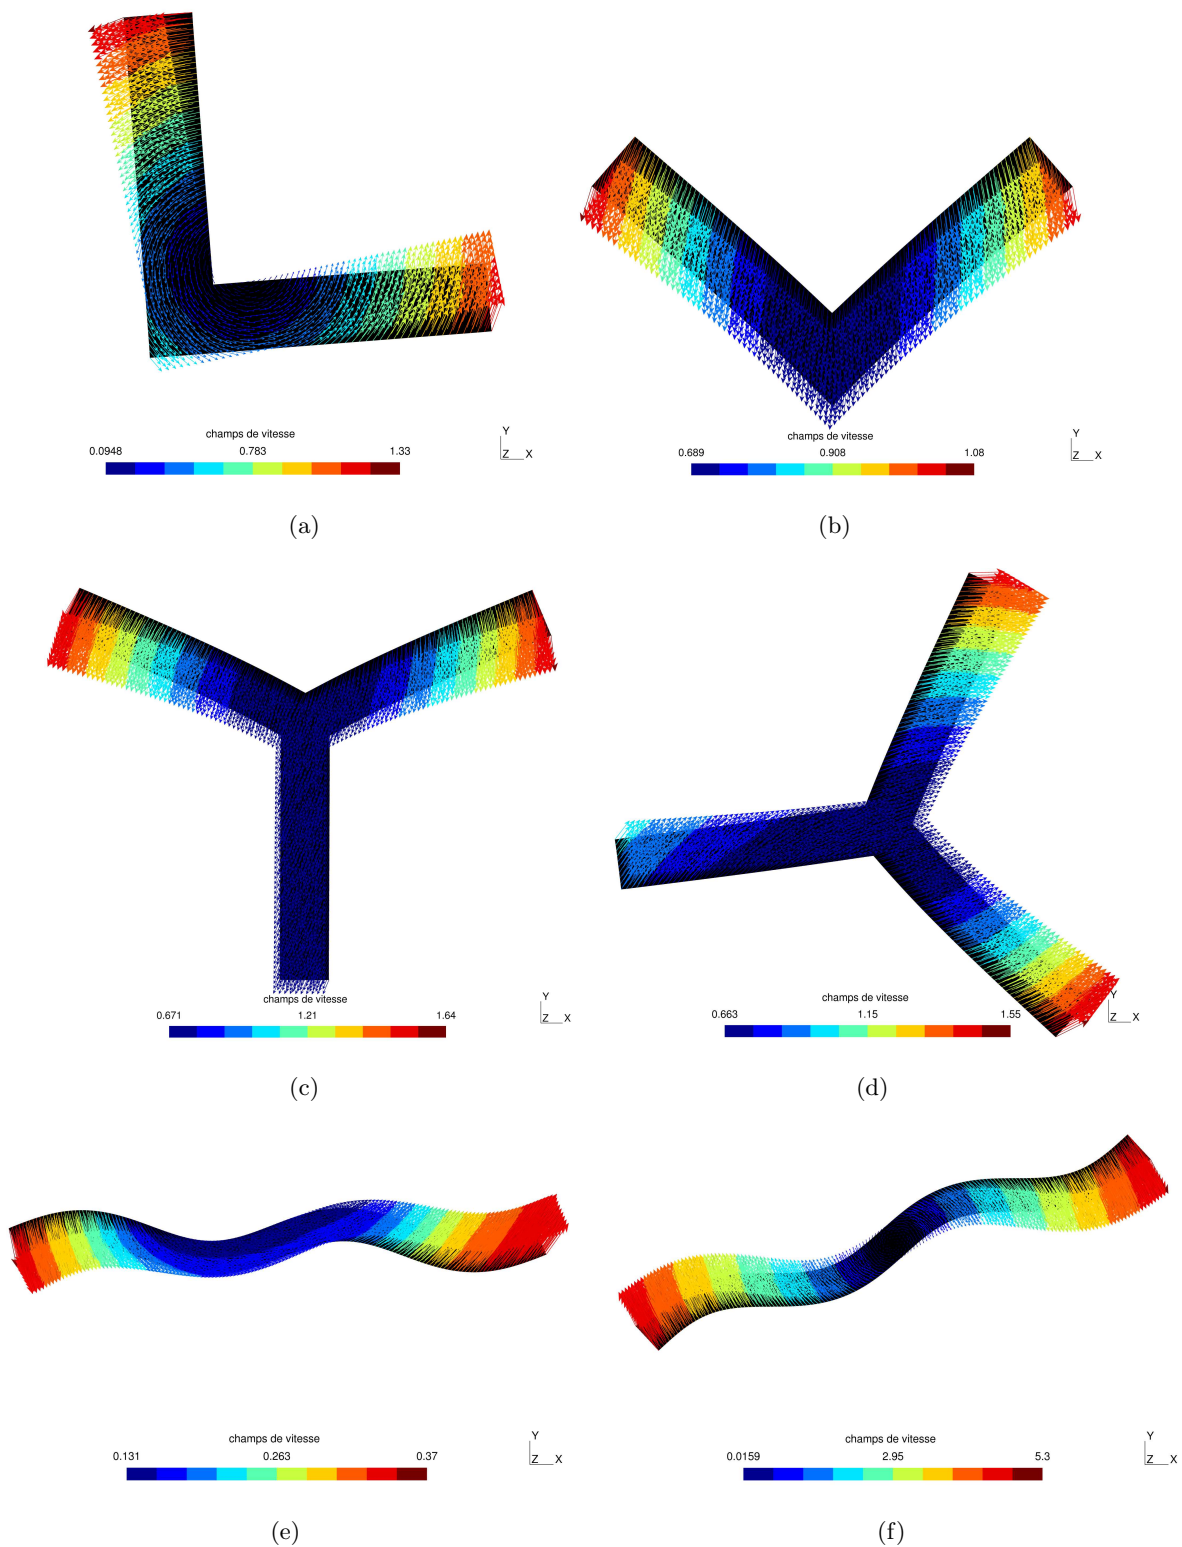 champs de vitesse
0.0948 0.783 1.33
Y
Z X
(a)
champs de vitesse
0.689 0.908 1.08
Y
Z X
(b)
champs de vitesse
0.671 1.21 1.64
Y
Z X
(c)
champs de vitesse
0.663 1.15 1.55
Y
Z X
(d)
champs de vitesse
0.131 0.263 0.37
Y
Z X
(e)
champs de vitesse
0.0159 2.95 5.3
Y
Z X
(f)